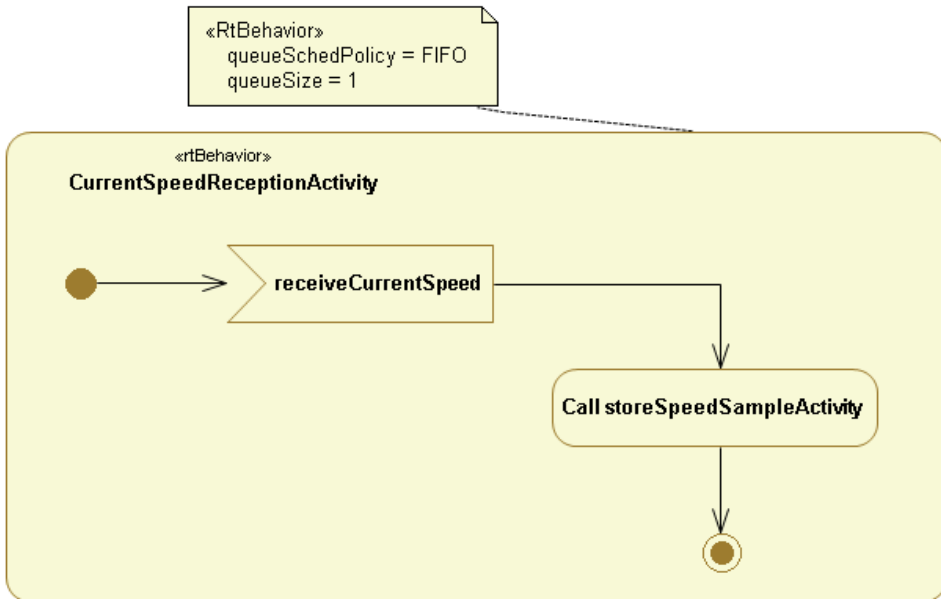 «RtBehavior»
queueSchedPolicy = FIFO
queueSize = 1
«rtBehavior»
CurrentSpeedReceptionActivity
receiveCurrentSpeed
Call storeSpeedSampleActivity